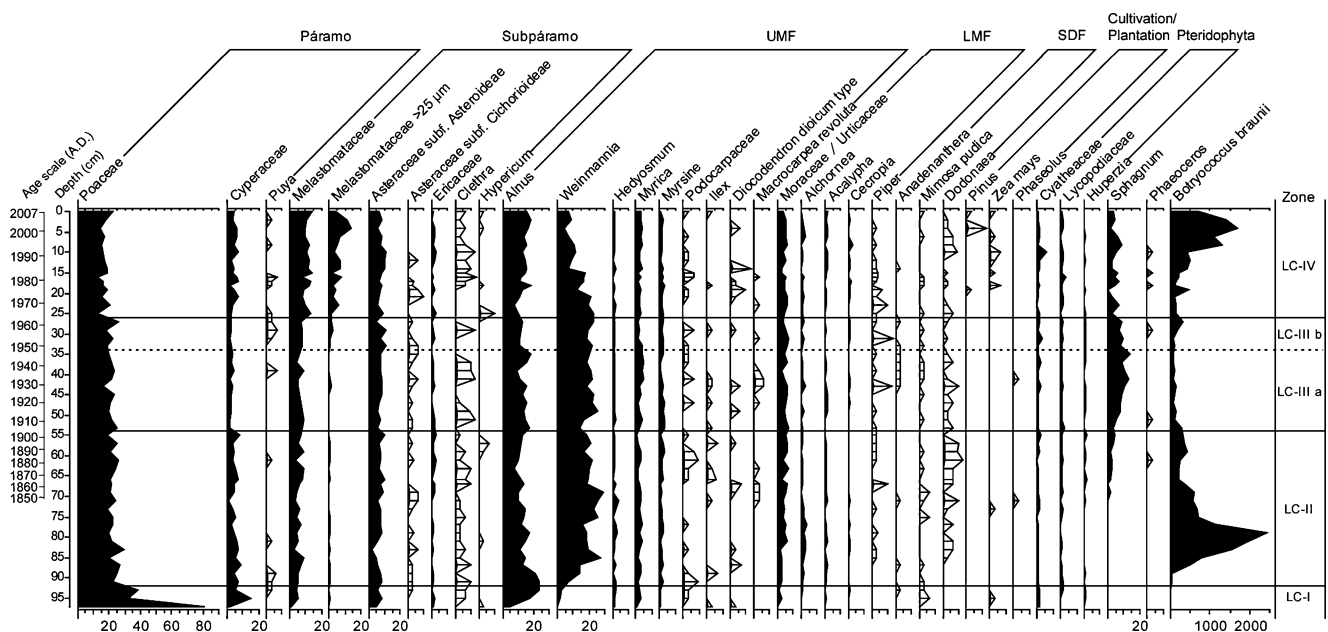 Páramo
Subpáramo
UMF
LMF
SDF
Cultivation/
Plantation
Pteridophyta
Age scale (A.D.)
Depth (cm)
Poaceae
Cyperaceae
Puya
Melastomataceae
Melastomataceae >25 µm
Asteraceae subf. Asteroideae
Asteraceae subf. Cichorioideae
Ericaceae
Clethra
Hypericum
Alnus
Weinmannia
Hedyosmum
Myrica
Myrsine
Podocarpaceae
Ilex
Diocodendron dioicum type
Macrocarpea revoluta
Moraceae / Urticaceae
Alchornea
Acalypha
Cecropia
Piper
Anadenanthera
Mimosa pudica
Dodonaea
Pinus
Zea mays
Phaseolus
Cyatheaceae
Lycopodiaceae
Huperzia
Sphagnum
Phaeoceros
Botryococcus braunii
Zone
2007
2000
1990
1980
1970
1960
1950
1940
1930
1920
1910
1900
1890
1880
1870
1860
1850
0
5
10
15
20
25
30
35
40
45
50
55
60
65
70
75
80
85
90
95
LC-IV
LC-III b
LC-III a
LC-II
LC-I
0 20 40 60 80 20 20 20 20 20 20 20 1000 2000